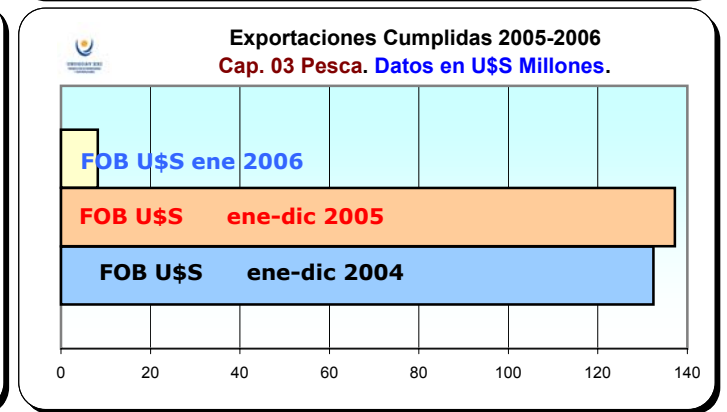 Exportaciones Cumplidas 2005-2006
Cap. 03 Pesca. Datos en U$S Millones.
FOB U$S ene 2006
FOB U$S ene-dic 2005
FOB U$S ene-dic 2004
0 20 40 60 80 100 120 140